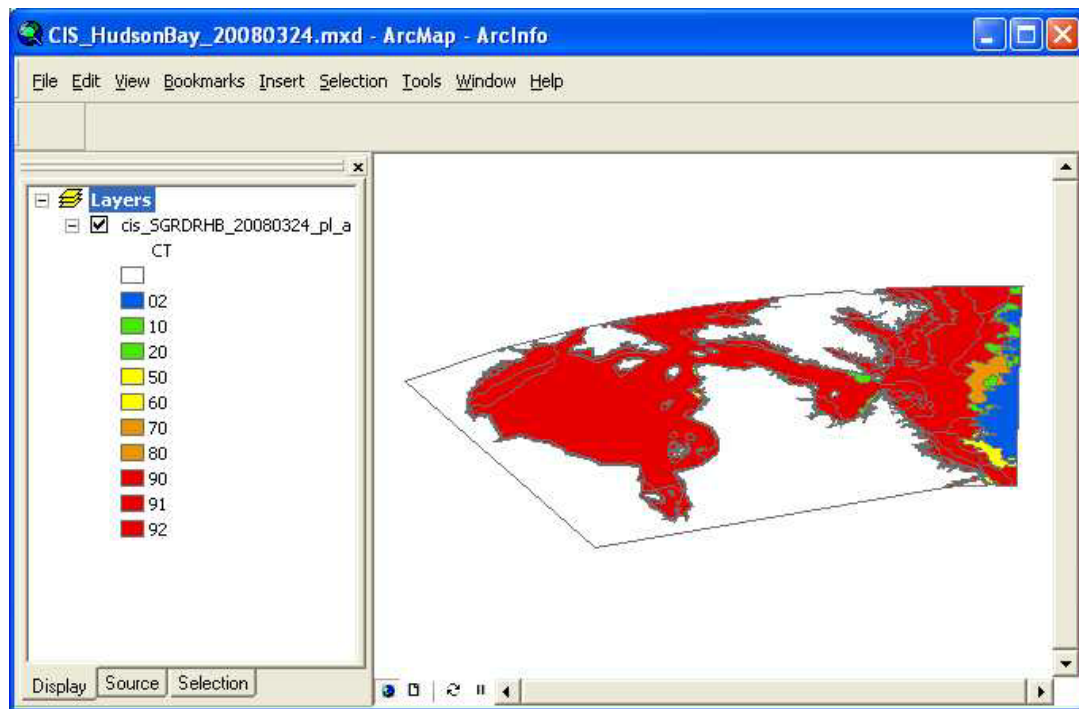 CIS_HudsonBay_20080324.mxd - ArcMap - ArcInfo
File Edit View Bookmarks Insert Selection Tools Window Help
Layers
cis_SGRDRHB_20080324_pl_a
CT
02
10
20
50
60
70
80
90
91
92
Display Source Selection